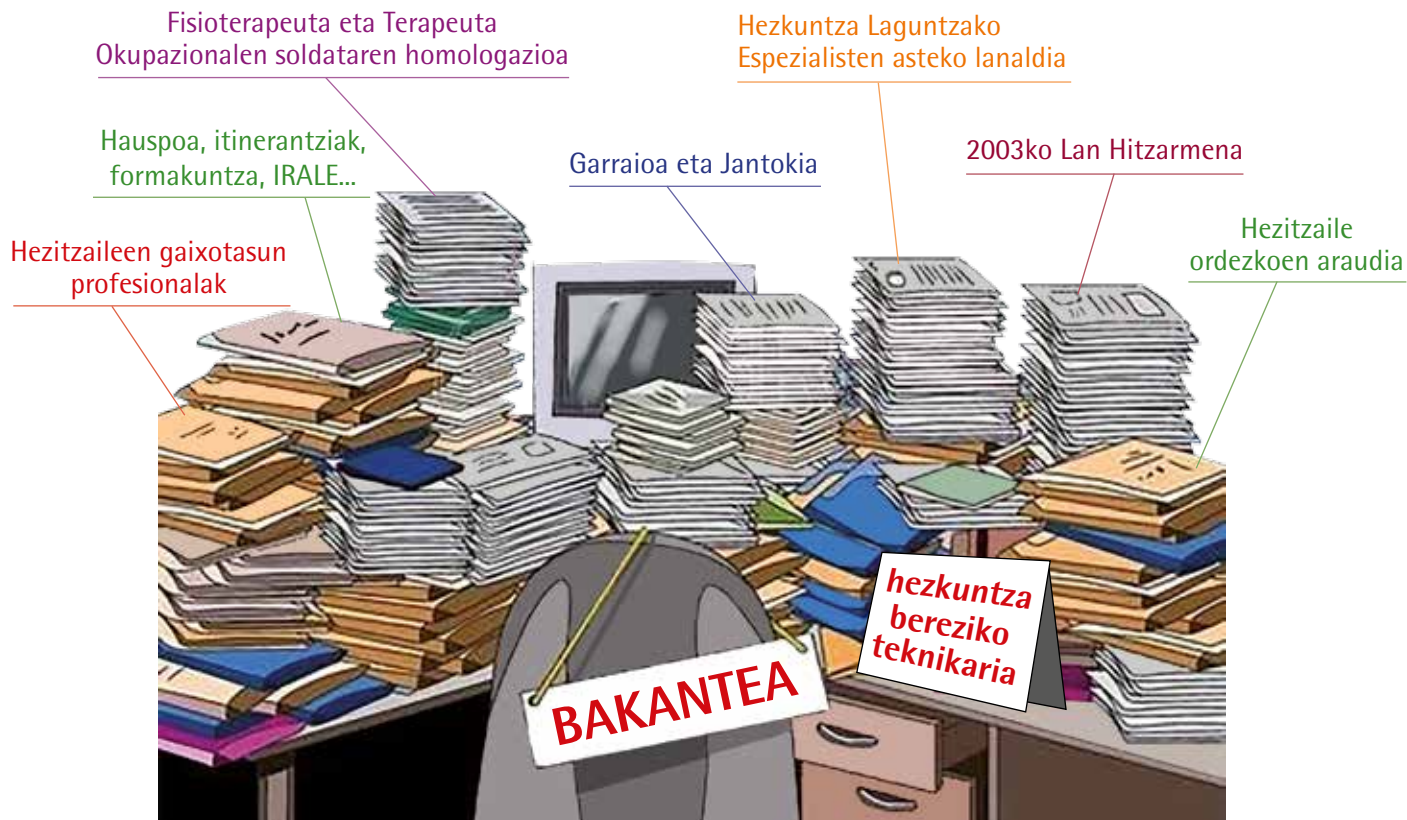 Fisioterapeuta eta Terapeuta
Okupazionalen soldataren homologazioa
Hezkuntza Laguntzako
Espezialisten asteko lanaldia
Hauspoa, itinerantziak,
formakuntza, IRALE...
Garraioa eta Jantokia
2003ko Lan Hitzarmena
Hezitzaileen gaixotasun
profesionalak
Hezitzaile
ordezkoen araudia
hezkuntza
bereziko
teknikaria
BAKANTEA